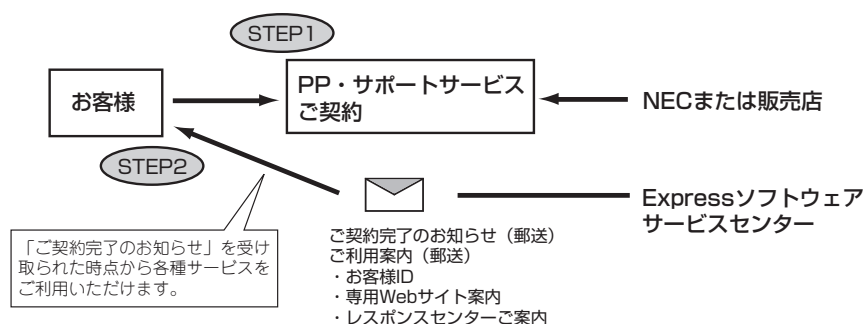 STEP1
お客様
PP・サポートサービス
ご契約
NECまたは販売店
STEP2
Expressソフトウェア
サービスセンター
「ご契約完了のお知らせ」を受け
取られた時点から各種サービスを
ご利用いただけます。
ご契約完了のお知らせ（郵送）
ご利用案内（郵送）
・お客様ID
・専用Webサイト案内
・レスポンスセンターご案内